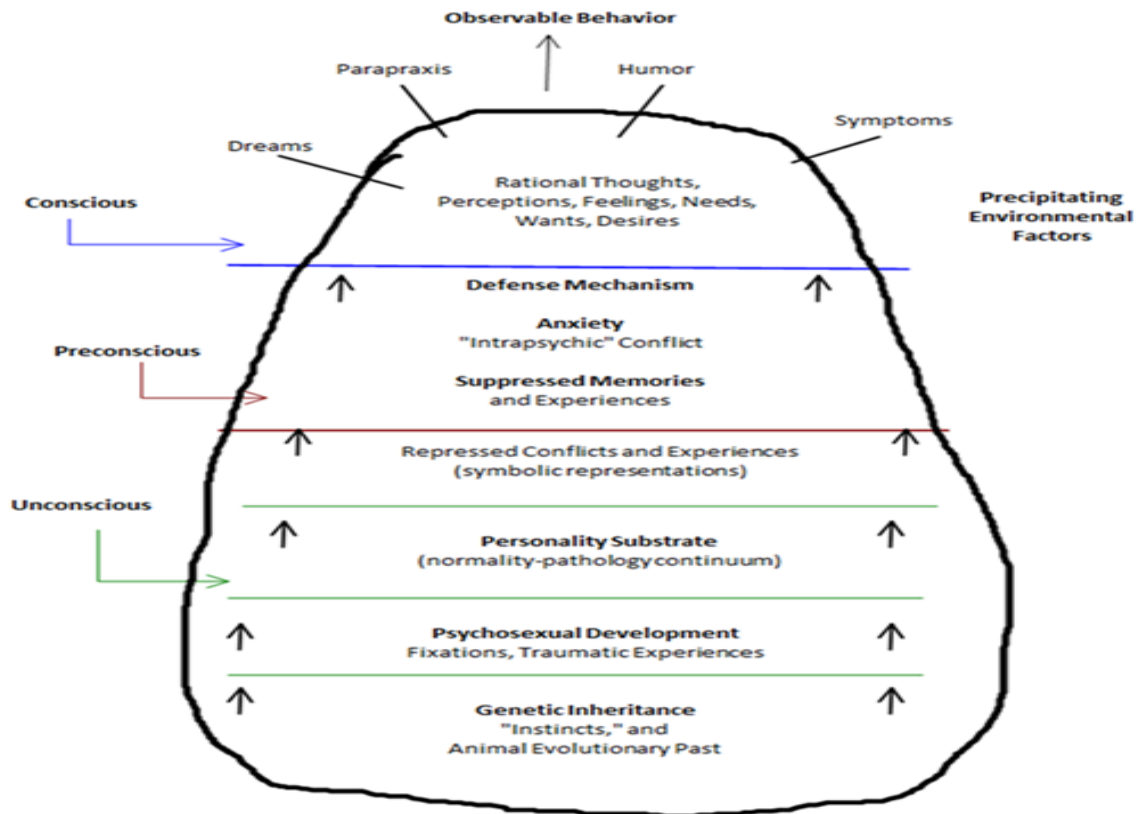 Observable Behavior
Parapraxis
Humor
Dreams
Symptoms
Rational Thoughts,
Perceptions, Feelings, Needs,
Wants, Desires
Conscious
Precipitating
Environmental
Factors
Defense Mechanism
Anxiety
"Intrapsychic" Conflict
Preconscious
Suppressed Memories
and Experiences
Repressed Conflicts and Experiences
(symbolic representations)
Unconscious
Personality Substrate
(normality-pathology continuum)
Psychosexual Development
Fixations, Traumatic Experiences
Genetic Inheritance
"Instincts," and
Animal Evolutionary Past